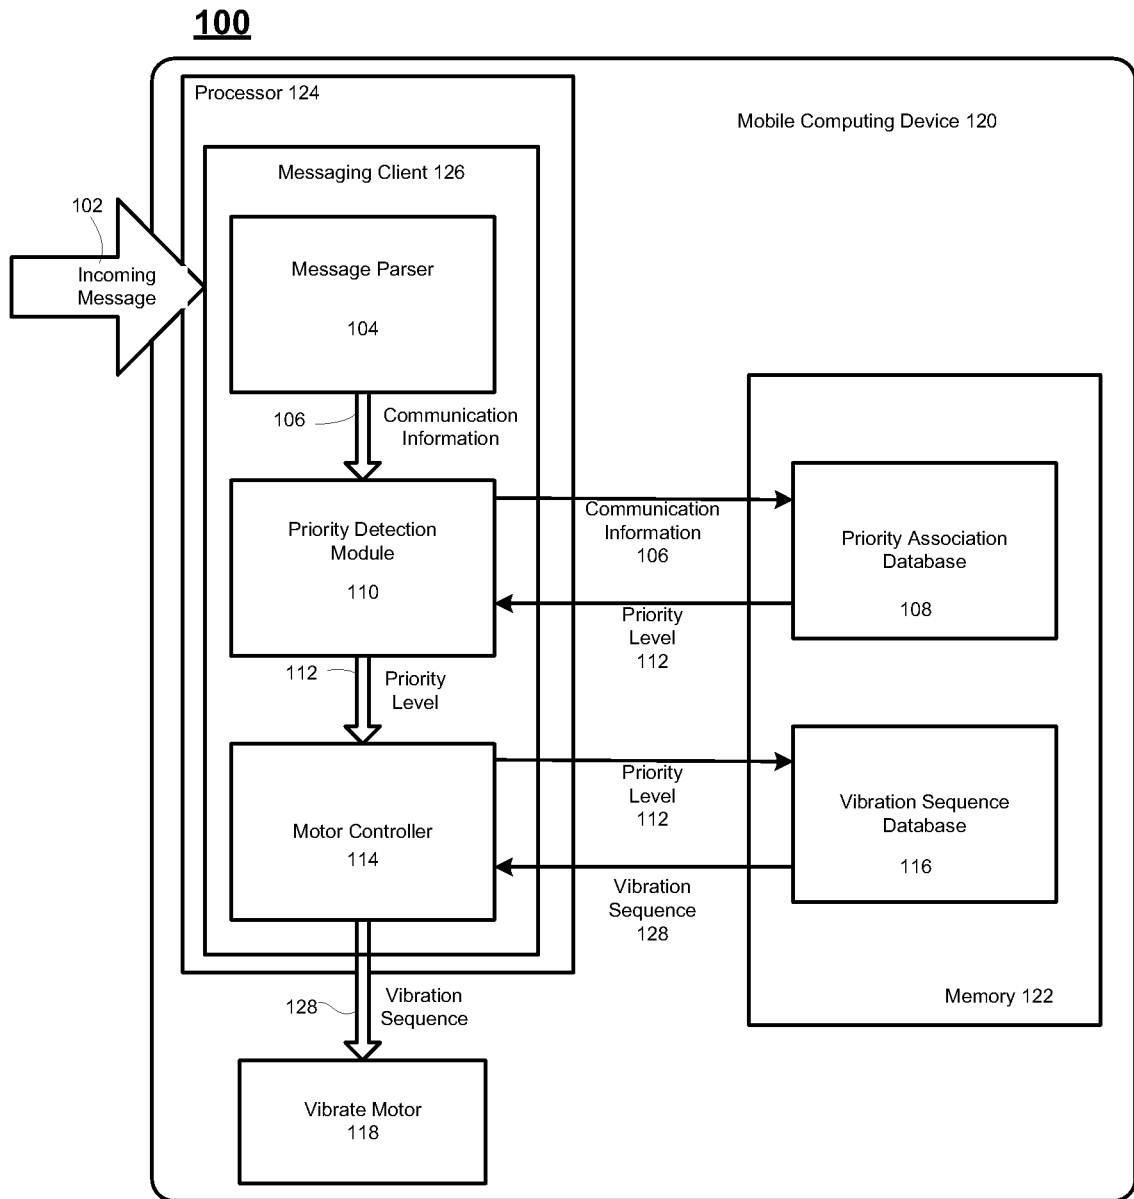 100
Processor 124
Mobile Computing Device 120
Messaging Client 126
102
Incoming
Message
Message Parser
104
106
Communication
Information
Priority Detection
Module
110
Communication
Information
106
Priority Association
Database
108
Priority
Level
112
112
Priority
Level
Motor Controller
114
Priority
Level
112
Vibration Sequence
Database
116
Vibration
Sequence
128
128
Vibration
Sequence
Memory 122
Vibrate Motor
118